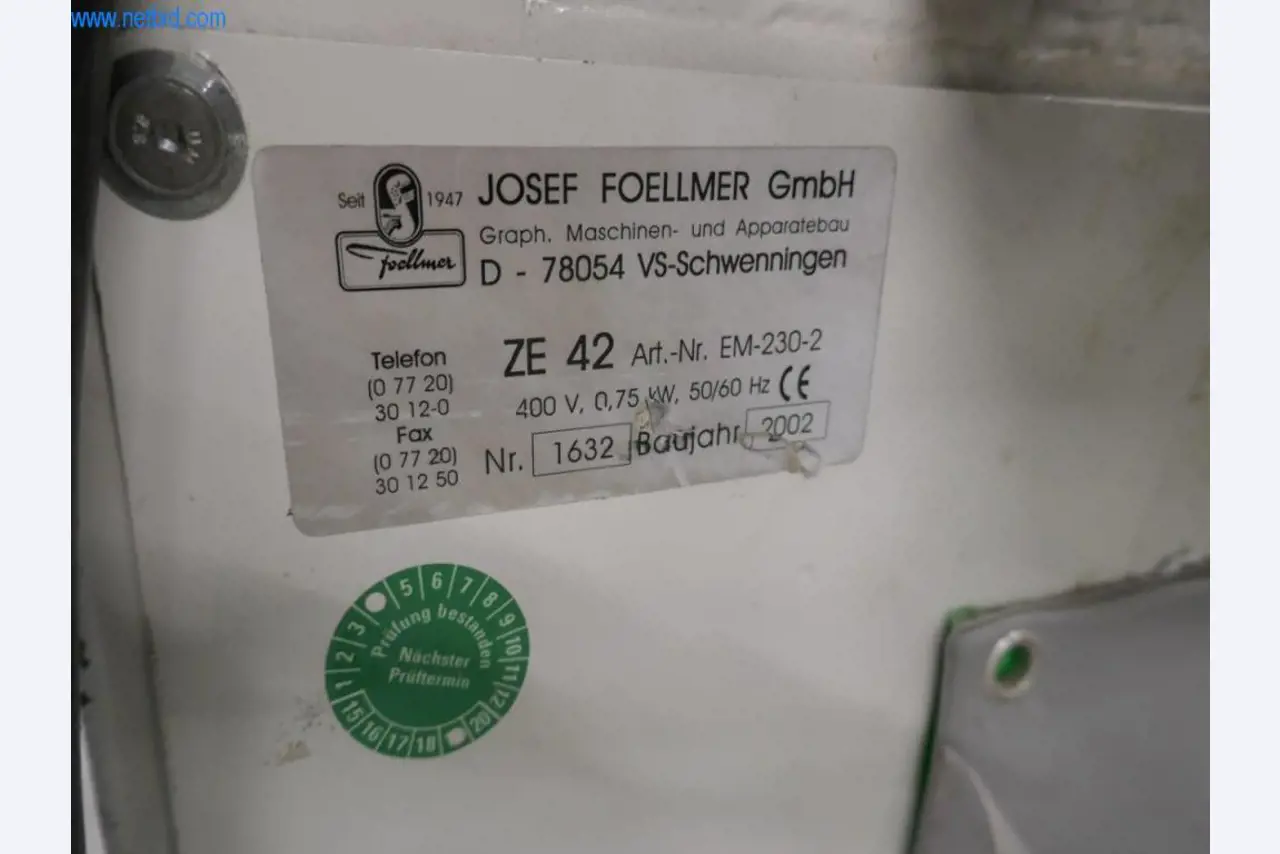 www.netbid.com
Seit 1947
foellmer
JOSEF FOELLMER GmbH
Graph. Maschinen- und Apparatebau
D - 78054 VS-Schwenningen
Telefon
(0 77 20)
30 12-0
Fax
(0 77 20)
30 12 50
ZE 42 Art.-Nr. EM-230-2
400 V, 0,75 kW, 50/60 Hz CE
Nr. 1632 Baujahr 2002
1 2 3 5 6 7 8 9 10 11 12
Prüfung bestanden
Nächster
Prüftermin
15 16 17 18 20